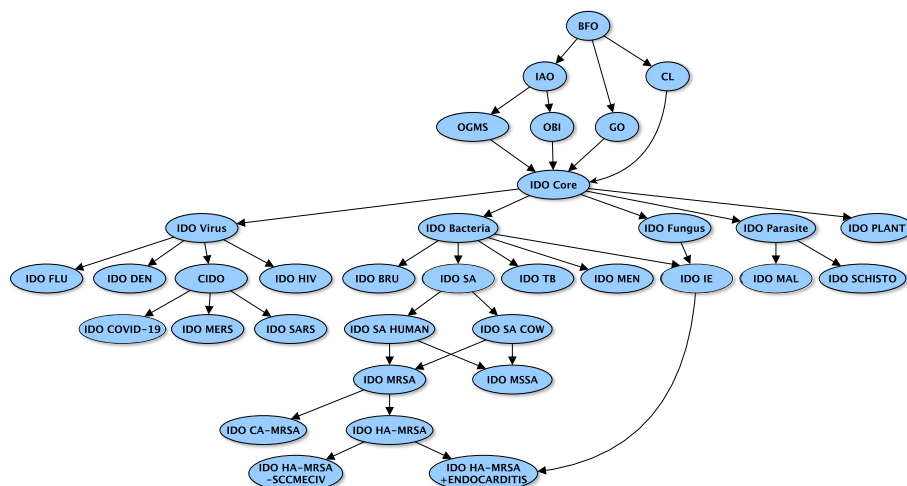 BFO
IAO
CL
OGMS
OBI
GO
IDO Core
IDO Virus
IDO Bacteria
IDO Fungus
IDO Parasite
IDO PLANT
IDO FLU
IDO DEN
CIDO
IDO HIV
IDO BRU
IDO SA
IDO TB
IDO MEN
IDO IE
IDO MAL
IDO SCHISTO
IDO COVID-19
IDO MERS
IDO SARS
IDO SA HUMAN
IDO SA COW
IDO MRSA
IDO MSSA
IDO CA-MRSA
IDO HA-MRSA
IDO HA-MRSA
-SCCMECIV
IDO HA-MRSA
+ENDOCARDITIS